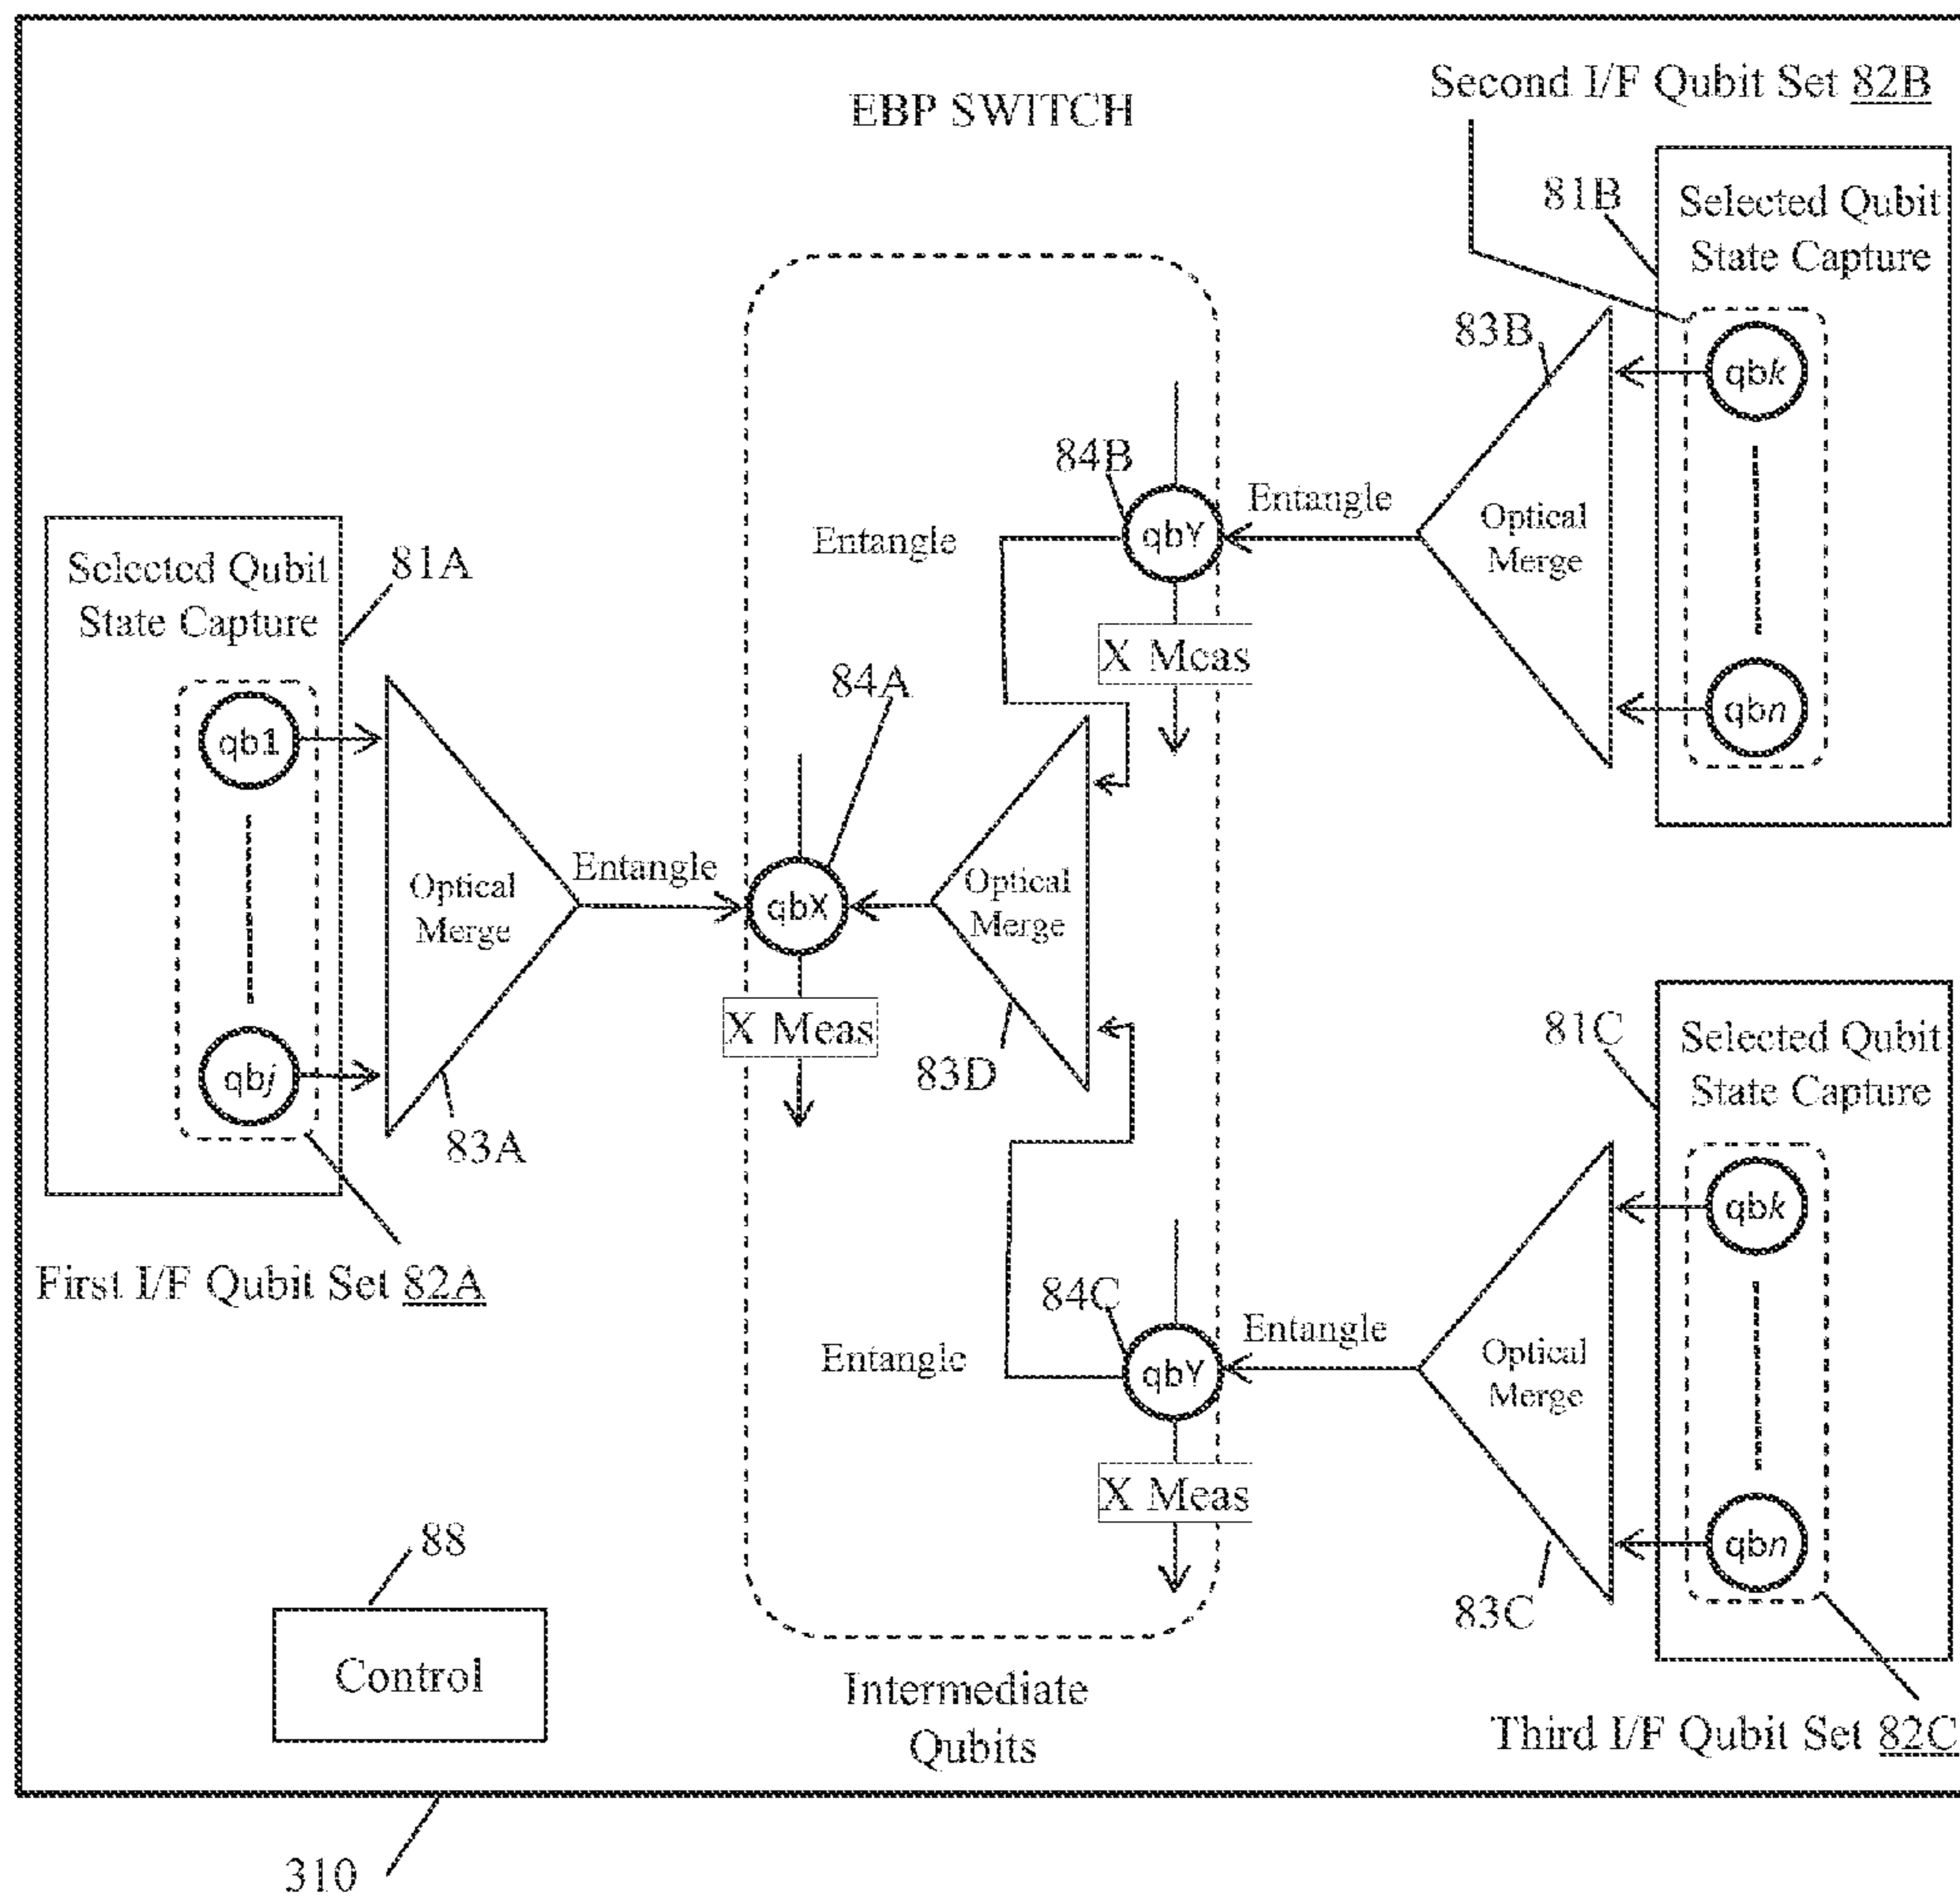 EBP SWITCH
Second I/F Qubit Set 82B
81B
Selected Qubit
State Capture
83B
qbk
84B
Entangle
qbY
Entangle
Optical
Merge
X Meas
qbn
Selected Qubit
State Capture
81A
84A
qb1
Optical
Merge
Entangle
qbX
Optical
Merge
X Meas
83D
qbj
83A
81C
Selected Qubit
State Capture
qbk
First I/F Qubit Set 82A
84C
Entangle
qbY
Entangle
Optical
Merge
X Meas
qbn
83C
88
Control
Intermediate
Qubits
Third I/F Qubit Set 82C
310